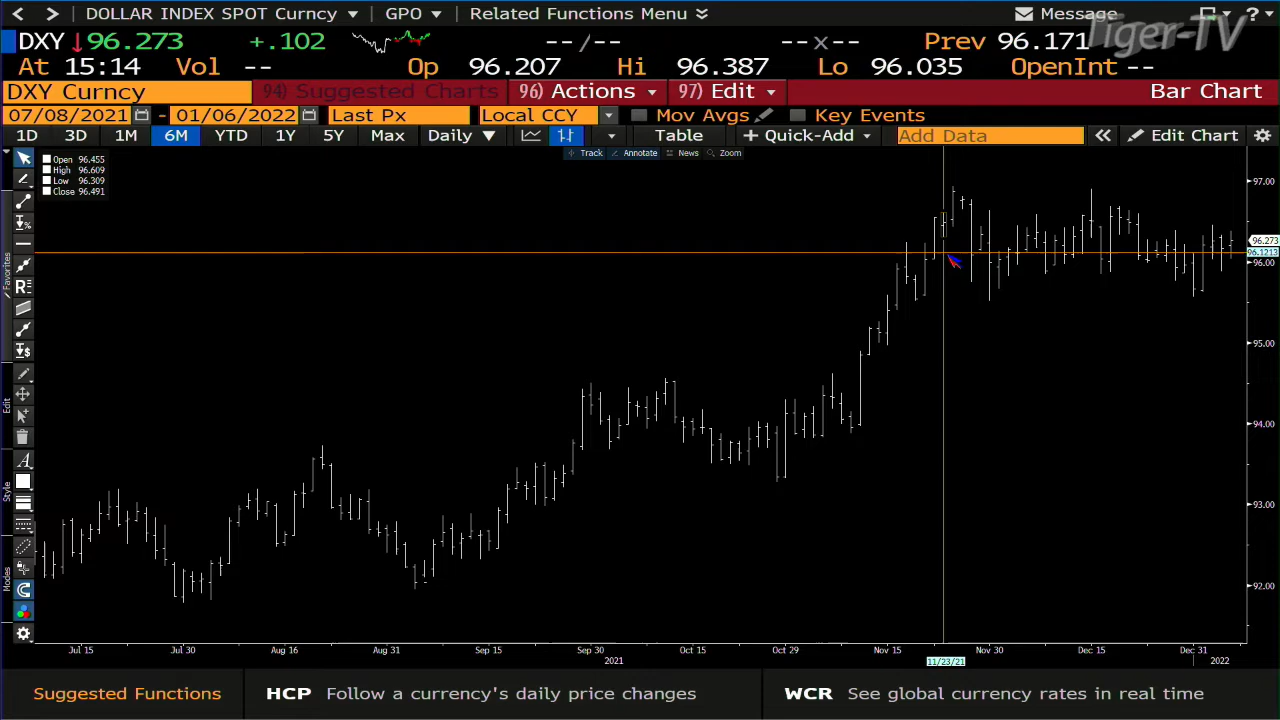 DOLLAR INDEX SPOT Curncy GPO Related Functions Menu Message ?
Tiger-TV
DXY 96.273 +.102 -- / -- -- x -- Prev 96.171
At 15:14 Vol -- Op 96.207 Hi 96.387 Lo 96.035 OpenInt --
DXY Curncy 94) Suggested Charts 96) Actions 97) Edit Bar Chart
07/08/2021 - 01/06/2022 Last Px Local CCY Mov Avgs Key Events
1D 3D 1M 6M YTD 1Y 5Y Max Daily Table + Quick-Add Add Data Edit Chart
Track Annotate News Zoom
Open 96.455
High 96.609
Low 96.309
Close 96.491
97.00
96.273
96.1213
96.00
95.00
94.00
93.00
92.00
Favorites
Edit
Style
Modes
Jul 15 Jul 30 Aug 16 Aug 31 Sep 15 Sep 30 Oct 15 Oct 29 Nov 15 Nov 30 Dec 15 Dec 31
2021 11/23/21 2022
Suggested Functions HCP Follow a currency's daily price changes WCR See global currency rates in real time